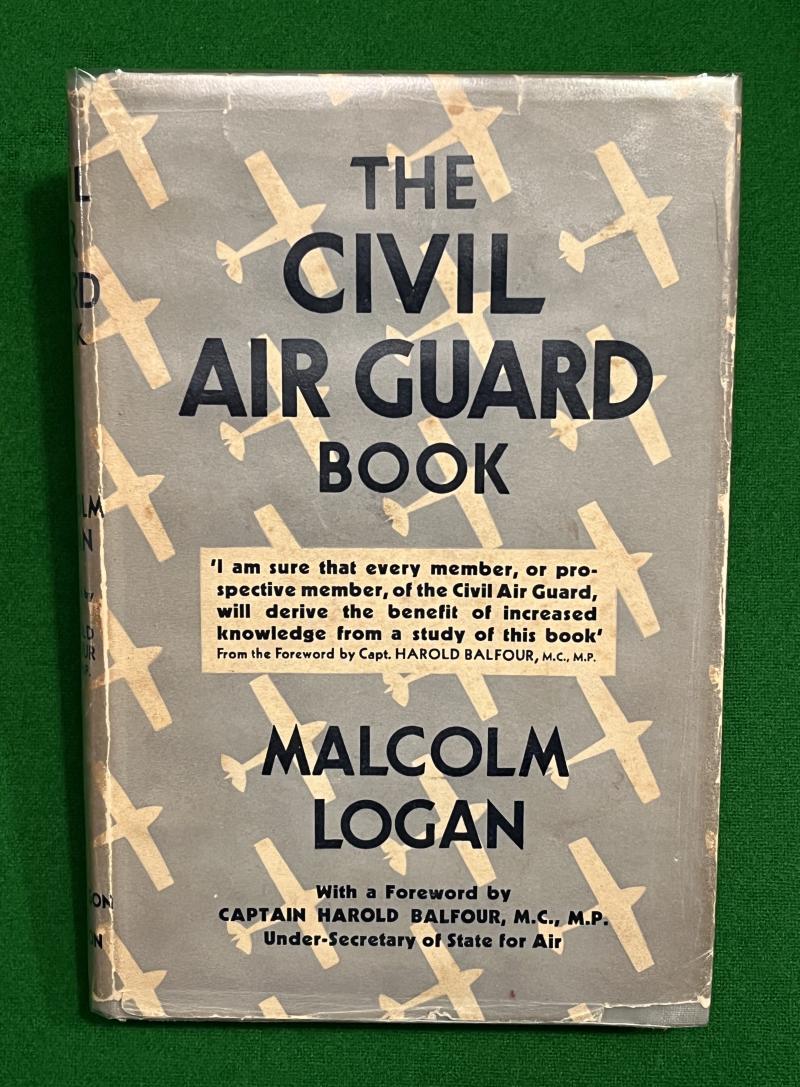 THE
CIVIL
AIR GUARD
BOOK
'I am sure that every member, or pro-
spective member, of the Civil Air Guard,
will derive the benefit of increased
knowledge from a study of this book'
From the Foreword by Capt. HAROLD BALFOUR, M.C., M.P.
MALCOLM
LOGAN
With a Foreword by
CAPTAIN HAROLD BALFOUR, M.C., M.P.
Under-Secretary of State for Air